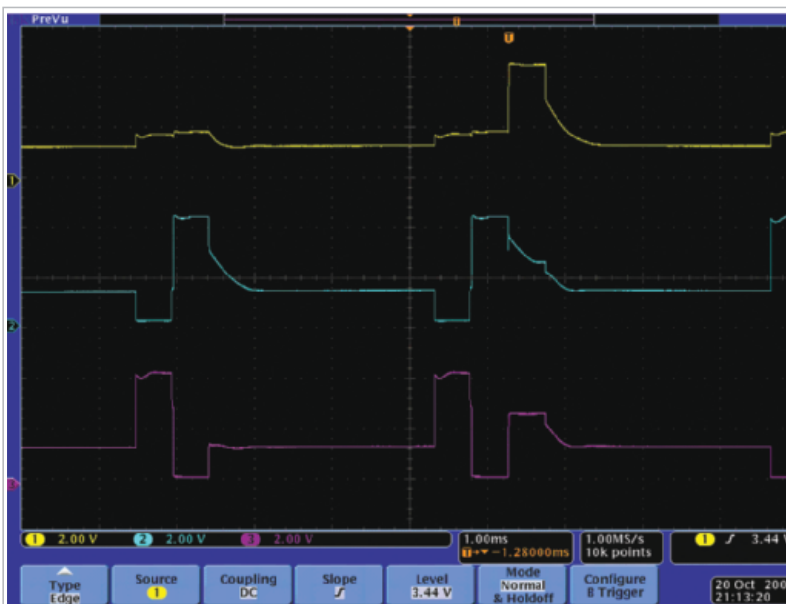 PreVu
T
T
1
2
3
1 2.00 V 2 2.00 V 3 2.00 V
1.00ms
T→▼ −1.28000ms
1.00MS/s
10k points
1 3.44 V
Type
Edge
Source
1
Coupling
DC
Slope
Level
3.44 V
Mode
Normal
& Holdoff
Configure
B Trigger
20 Oct 200
21:13:20